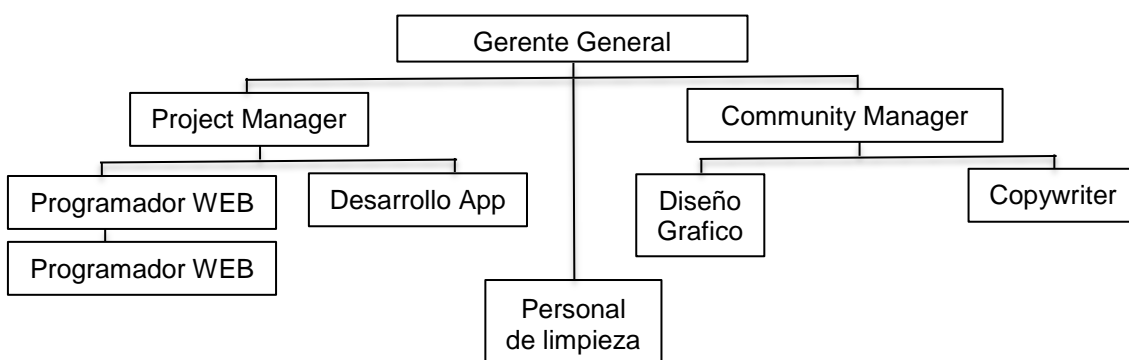 Gerente General
Project Manager
Community Manager
Programador WEB
Desarrollo App
Diseño
Grafico
Copywriter
Programador WEB
Personal
de limpieza